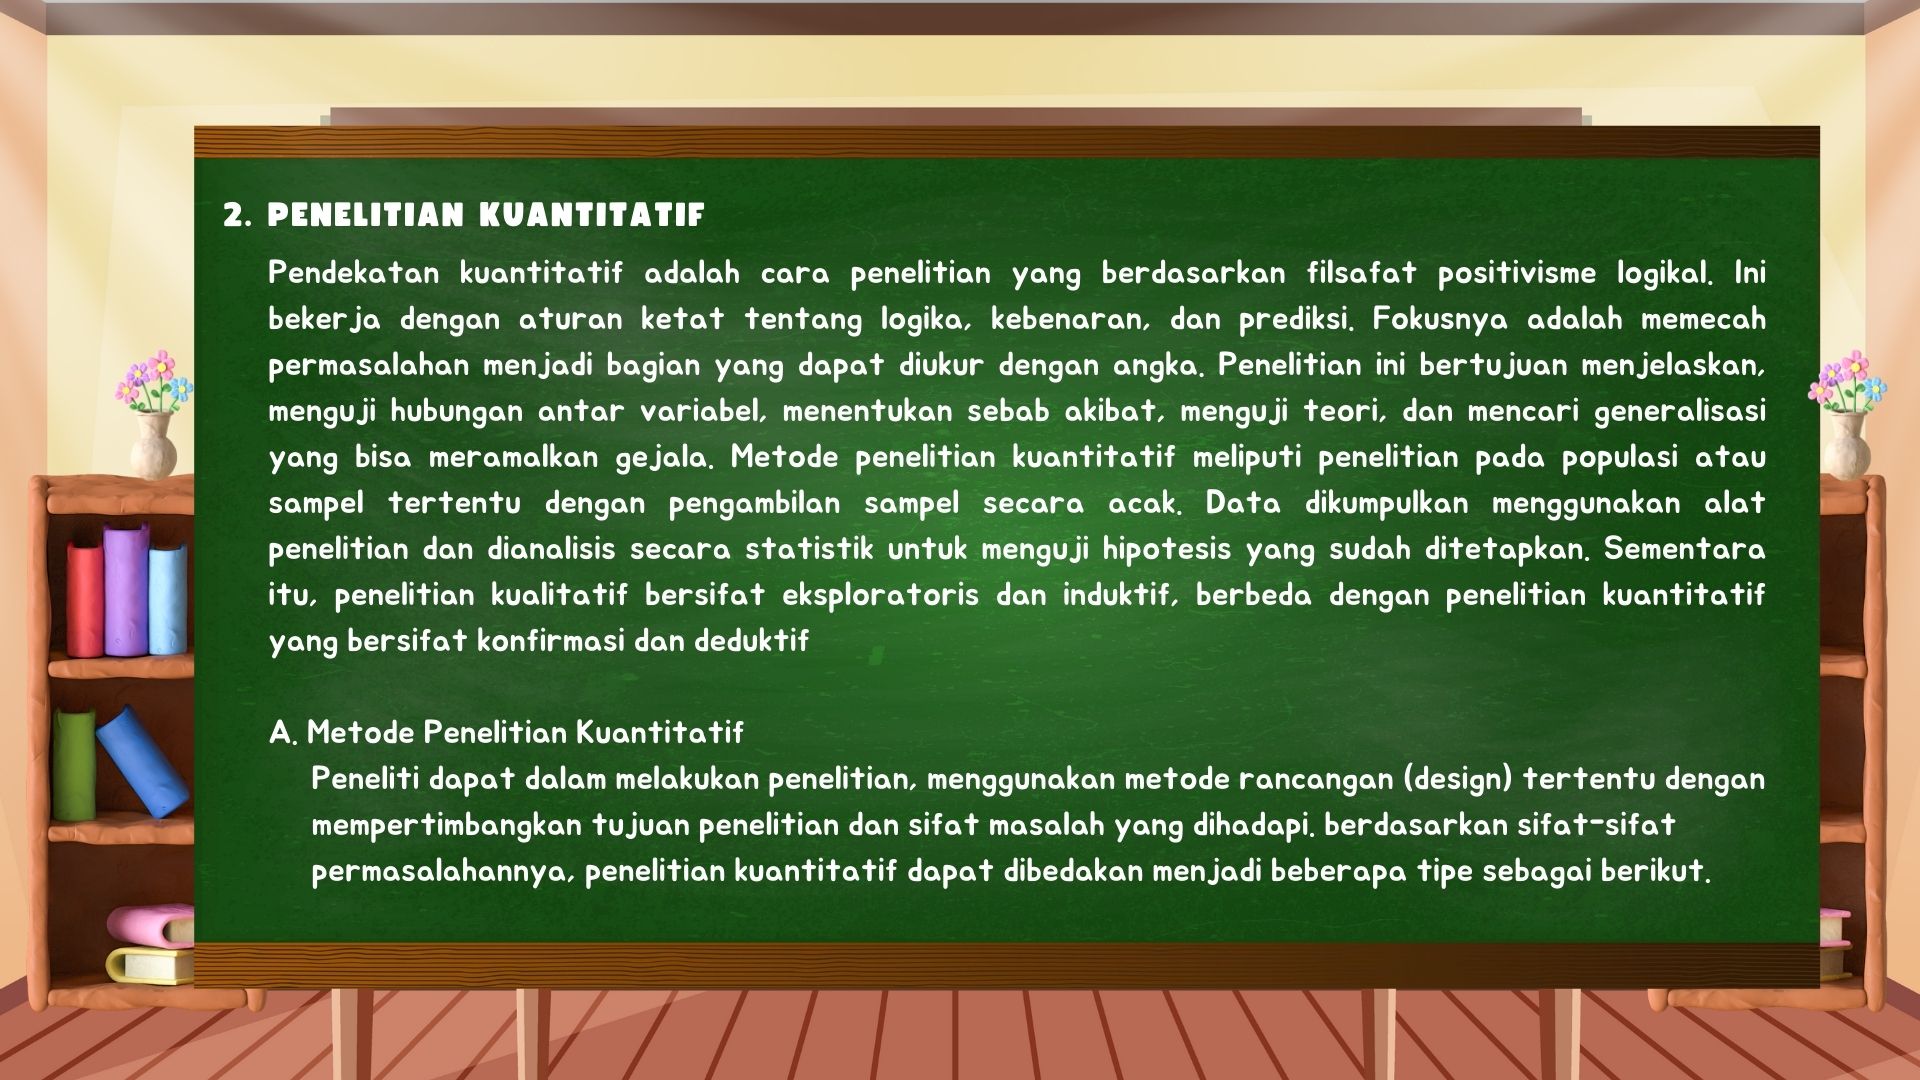 2. PENELITIAN KUANTITATIF
Pendekatan kuantitatif adalah cara penelitian yang berdasarkan filsafat positivisme logikal. Ini
bekerja dengan aturan ketat tentang logika, kebenaran, dan prediksi. Fokusnya adalah memecah
permasalahan menjadi bagian yang dapat diukur dengan angka. Penelitian ini bertujuan menjelaskan,
menguji hubungan antar variabel, menentukan sebab akibat, menguji teori, dan mencari generalisasi
yang bisa meramalkan gejala. Metode penelitian kuantitatif meliputi penelitian pada populasi atau
sampel tertentu dengan pengambilan sampel secara acak. Data dikumpulkan menggunakan alat
penelitian dan dianalisis secara statistik untuk menguji hipotesis yang sudah ditetapkan. Sementara
itu, penelitian kualitatif bersifat eksploratoris dan induktif, berbeda dengan penelitian kuantitatif
yang bersifat konfirmasi dan deduktif
A. Metode Penelitian Kuantitatif
Peneliti dapat dalam melakukan penelitian, menggunakan metode rancangan (design) tertentu dengan
mempertimbangkan tujuan penelitian dan sifat masalah yang dihadapi. berdasarkan sifat-sifat
permasalahannya, penelitian kuantitatif dapat dibedakan menjadi beberapa tipe sebagai berikut.